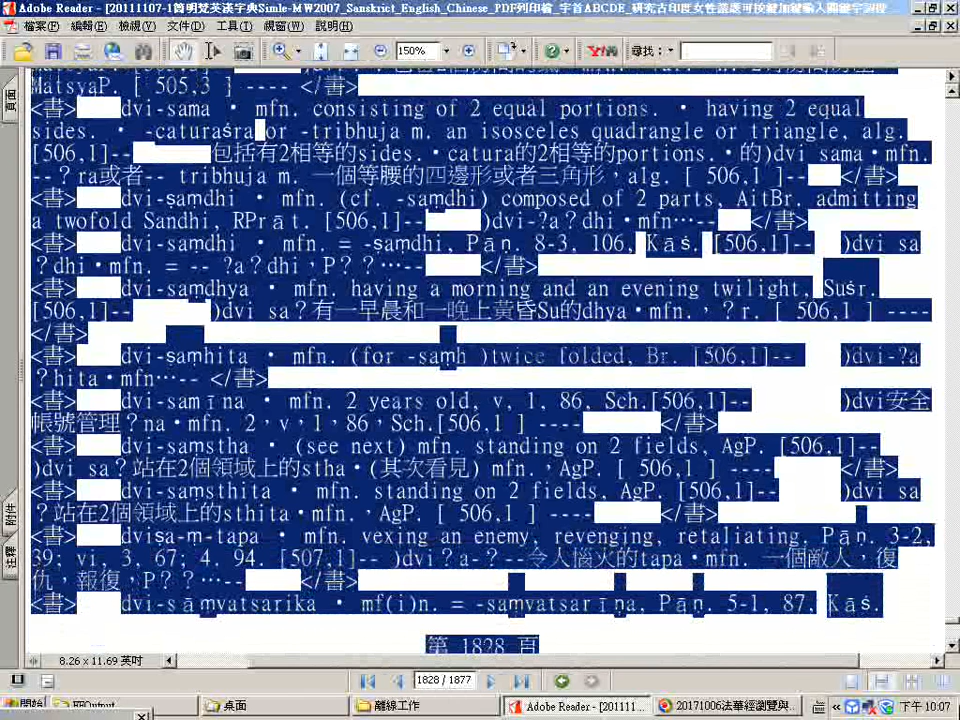 Adobe Reader - [20111107-1簡明梵英漢字典Simle-MW2007_Sanskrict_English_Chinese_PDF列印檔_字首ABCDE_研究古印度女性議題可按鍵輸入關鍵字詞搜
檔案(F) 編輯(E) 檢視(V) 文件(D) 工具(T) 視窗(W) 說明(H)
150% 尋找：
MatsyaP. [ 505,3 ] ---- </書>
<書> dvi-sama ・ mfn. consisting of 2 equal portions. ・ having 2 equal
sides. ・ -caturaśra or -tribhuja m. an isosceles quadrangle or triangle, alg.
[506,1]-- 包括有2相等的sides.・catura的2相等的portions.・的)dvi sama・mfn.
--？ra或者-- tribhuja m. 一個等腰的四邊形或者三角形，alg. [ 506,1 ]-- </書>
<書> dvi-saṃdhi ・ mfn. (cf. -saṃdhi) composed of 2 parts, AitBr. admitting
a twofold Sandhi, RPrāt. [506,1]-- )dvi-?a？dhi・mfn…-- </書>
<書> dvi-saṃdhi ・ mfn. = -ṣaṃdhi, Pāṇ. 8-3, 106, Kāś. [506,1]-- )dvi sa
？dhi・mfn. = -- ?a？dhi，P？？…-- </書>
<書> dvi-saṃdhya ・ mfn. having a morning and an evening twilight, Suśr.
[506,1]-- )dvi sa？有一早晨和一晚上黃昏Su的dhya・mfn.，？r. [ 506,1 ] ----
</書>
<書> dvi-saṃhita ・ mfn. (for -saṃh )twice folded, Br. [506,1]-- )dvi-?a
？hita・mfn…-- </書>
<書> dvi-samīna ・ mfn. 2 years old, v, 1, 86, Sch.[506,1]-- )dvi安全
帳號管理？na・mfn. 2，v，1，86，Sch.[506,1 ] ---- </書>
<書> dvi-saṃstha ・ (see next) mfn. standing on 2 fields, AgP. [506,1]--
)dvi sa？站在2個領域上的stha・(其次看見) mfn.，AgP. [ 506,1 ] ---- </書>
<書> dvi-saṃsthita ・ mfn. standing on 2 fields, AgP. [506,1]-- )dvi sa
？站在2個領域上的sthita・mfn.，AgP. [ 506,1 ] ---- </書>
<書> dviṣa-m-tapa ・ mfn. vexing an enemy, revenging, retaliating, Pāṇ. 3-2,
39; vi, 3, 67; 4, 94. [507,1]-- )dvi？a-？--令人惱火的tapa・mfn. 一個敵人，復
仇，報復，P？？…-- </書>
<書> dvi-sāṃvatsarika ・ mf(i)n. = -saṃvatsarīṇa, Pāṇ. 5-1, 87, Kāś.
第 1828 頁
頁面
附件
注釋
8.26 x 11.69 英吋
1828 / 1877
開始 桌面 離線工作 Adobe Reader - [201111... 20171006法華經瀏覽與... 下午 10:07